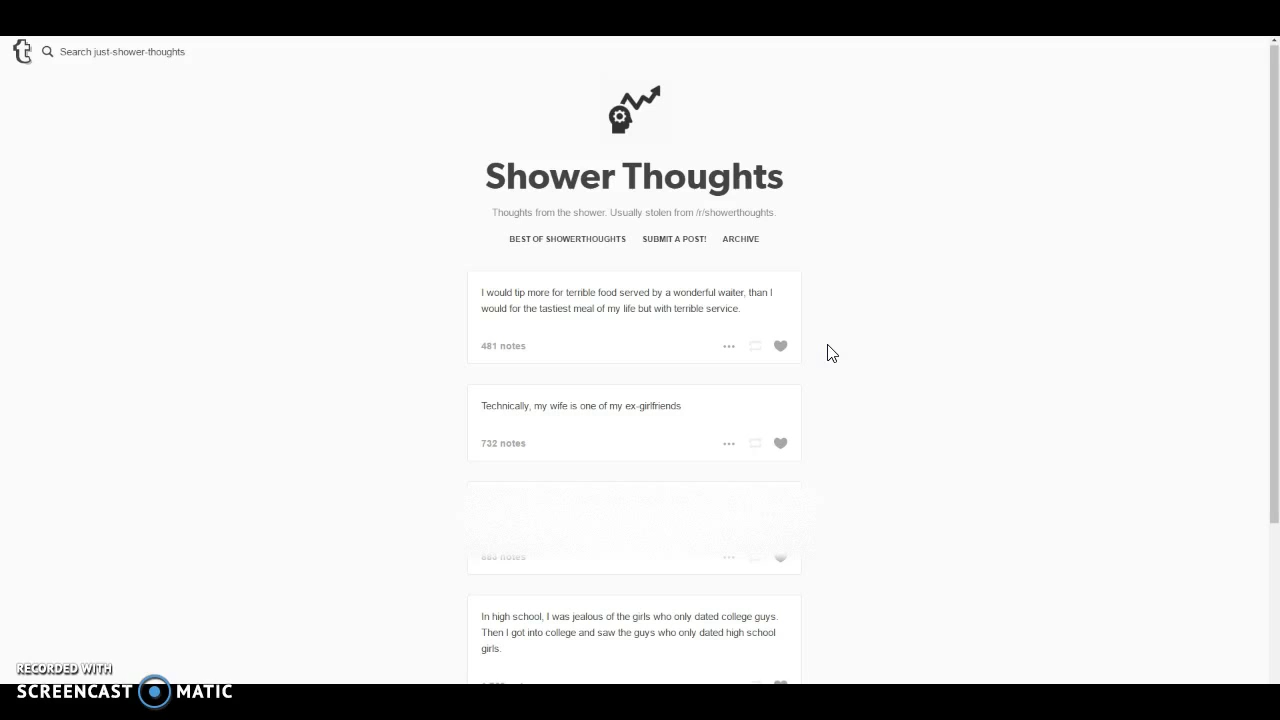 Search just-shower-thoughts
Shower Thoughts
Thoughts from the shower. Usually stolen from /r/showerthoughts.
BEST OF SHOWERTHOUGHTS SUBMIT A POST! ARCHIVE
I would tip more for terrible food served by a wonderful waiter, than I
would for the tastiest meal of my life but with terrible service.
481 notes
Technically, my wife is one of my ex-girlfriends
732 notes
notes
In high school, I was jealous of the girls who only dated college guys.
Then I got into college and saw the guys who only dated high school
girls.
RECORDED WITH
SCREENCAST MATIC